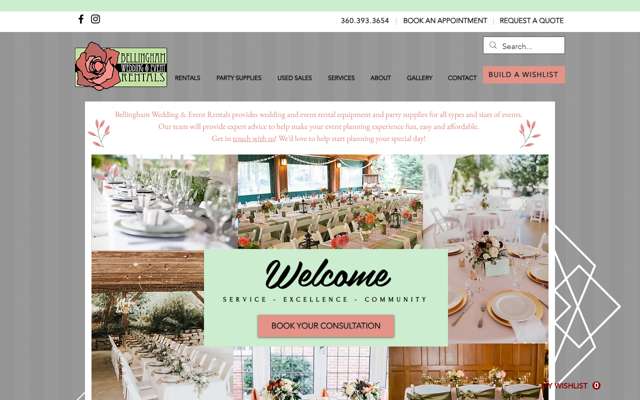 360.393.3654 | BOOK AN APPOINTMENT | REQUEST A QUOTE
BELLINGHAM
WEDDING & EVENT
RENTALS
Search...
BUILD A WISHLIST
RENTALS PARTY SUPPLIES USED SALES SERVICES ABOUT GALLERY CONTACT
Bellingham Wedding & Event Rentals provides wedding and event rental equipment and party supplies for all types and sizes of events.
Our team will provide expert advice to help make your event planning experience fun, easy and affordable.
Get in touch with us! We'd love to help start planning your special day!
Welcome
SERVICE - EXCELLENCE - COMMUNITY
BOOK YOUR CONSULTATION
MY WISHLIST 0